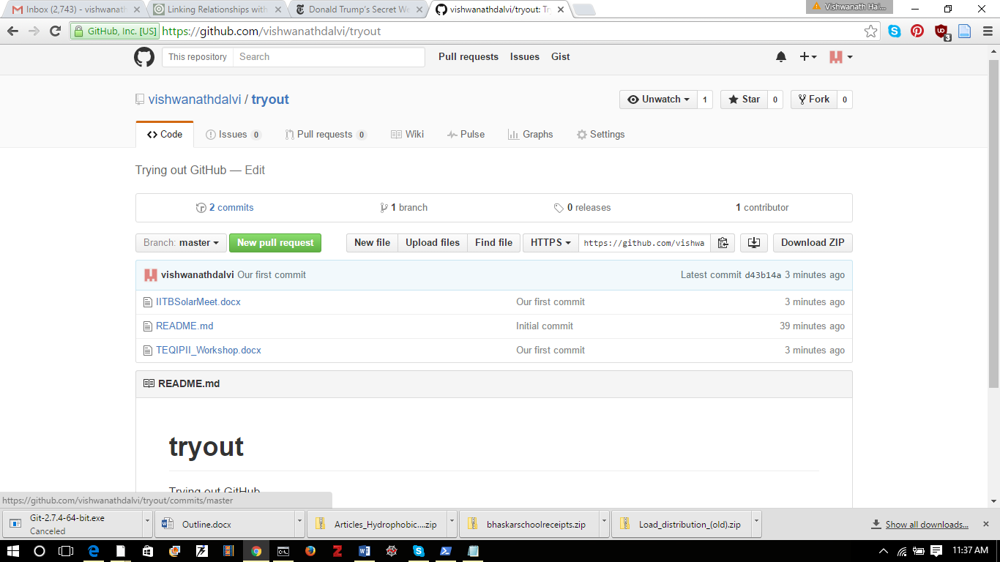 Inbox (2,743) - vishwanath Linking Relationships with Donald Trump's Secret We vishwanathdalvi/tryout: Tr Vishwanath Hai...
GitHub, Inc. [US] https://github.com/vishwanathdalvi/tryout 3
This repository Search Pull requests Issues Gist
vishwanathdalvi / tryout Unwatch 1 Star 0 Fork 0
Code Issues 0 Pull requests 0 Wiki Pulse Graphs Settings
Trying out GitHub — Edit
2 commits 1 branch 0 releases 1 contributor
Branch: master New pull request New file Upload files Find file HTTPS https://github.com/vishwa Download ZIP
vishwanathdalvi Our first commit Latest commit d43b14a 3 minutes ago
IITBSolarMeet.docx Our first commit 3 minutes ago
README.md Initial commit 39 minutes ago
TEQIPII_Workshop.docx Our first commit 3 minutes ago
README.md
tryout
Trying out GitHub
https://github.com/vishwanathdalvi/tryout/commits/master
Git-2.7.4-64-bit.exe Outline.docx Articles_Hydrophobic....zip bhaskarschoolreceipts.zip Load_distribution_(old).zip Show all downloads...
Canceled
11:37 AM